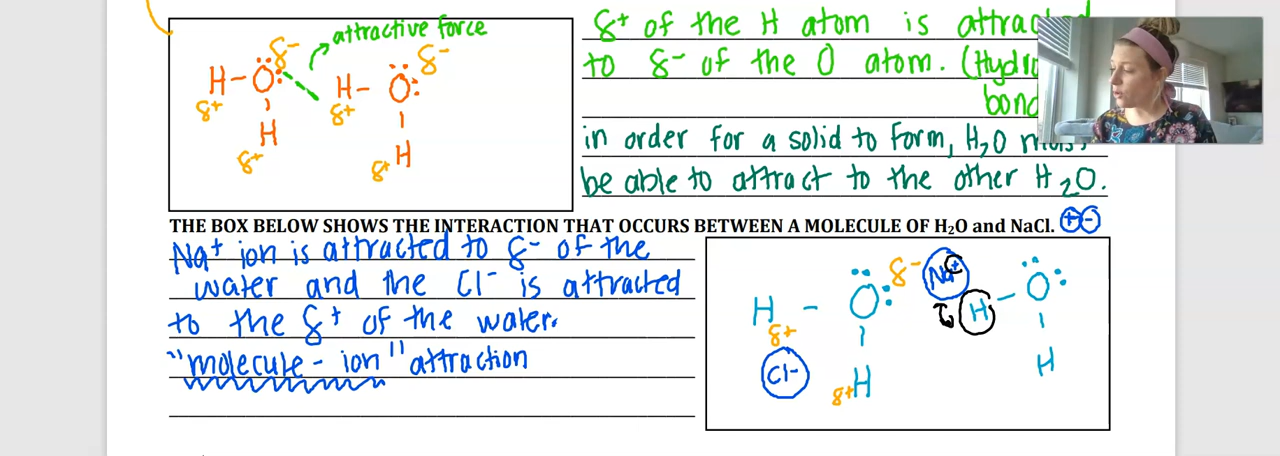 attractive force
δ-
δ-
H - O
H - O
δ+
δ+
H
H
δ+
δ+
δ+ of the H atom is attracted
to δ- of the O atom. (Hydro
bond
in order for a solid to form, H₂O must
be able to attract to the other H₂O.
THE BOX BELOW SHOWS THE INTERACTION THAT OCCURS BETWEEN A MOLECULE OF H₂O and NaCl. + -
Na+ ion is attracted to δ- of the
water and the Cl- is attracted
to the δ+ of the water.
"molecule - ion" attraction
δ-
Na+
H - O
H - O
δ+
Cl-
H
H
δ+